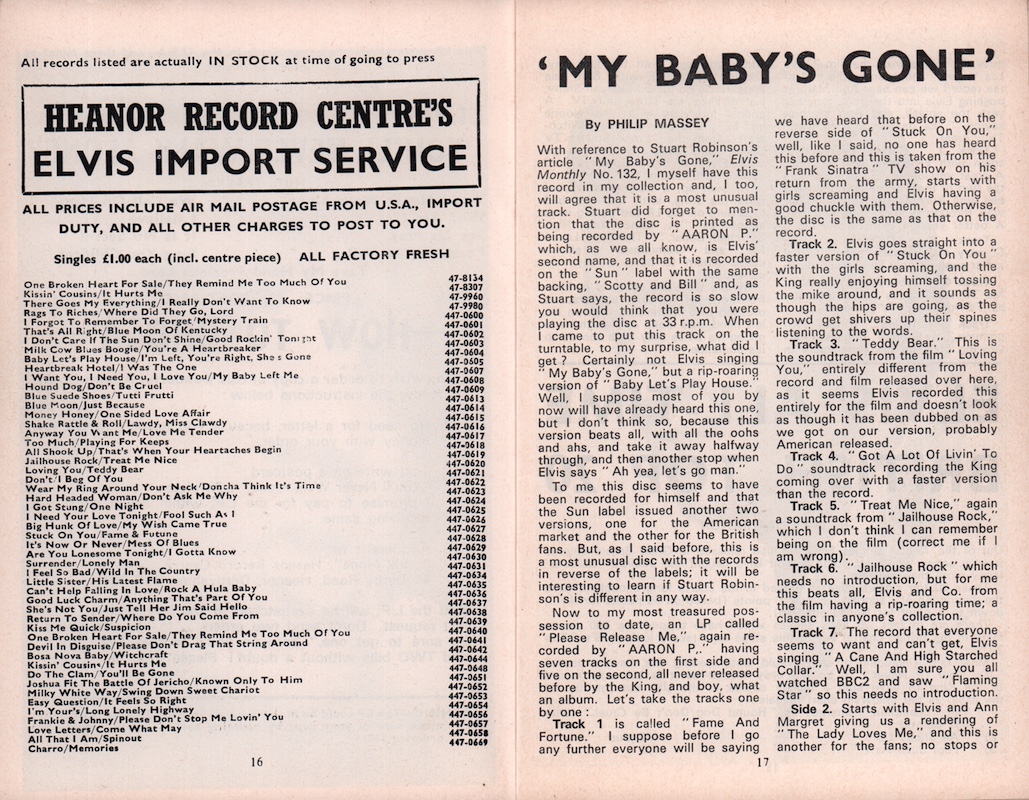 All records listed are actually IN STOCK at time of going to press
HEANOR RECORD CENTRE'S
ELVIS IMPORT SERVICE
ALL PRICES INCLUDE AIR MAIL POSTAGE FROM U.S.A., IMPORT
DUTY, AND ALL OTHER CHARGES TO POST TO YOU.
Singles £1.00 each (incl. centre piece) ALL FACTORY FRESH
One Broken Heart For Sale/They Remind Me Too Much Of You 47-8134
Kissin' Cousins/It Hurts Me 47-8307
There Goes My Everything/I Really Don't Want To Know 47-9960
Rags To Riches/Where Did They Go, Lord 47-9980
I Forgot To Remember To Forget/Mystery Train 447-0600
That's All Right/Blue Moon Of Kentucky 447-0601
I Don't Care If The Sun Don't Shine/Good Rockin' Tonight 447-0602
Milk Cow Blues Boogie/You're A Heartbreaker 447-0603
Baby Let's Play House/I'm Left, You're Right, She's Gone 447-0604
Heartbreak Hotel/I Was The One 447-0605
I Want You, I Need You, I Love You/My Baby Left Me 447-0607
Hound Dog/Don't Be Cruel 447-0608
Blue Suede Shoes/Tutti Frutti 447-0609
Blue Moon/Just Because 447-0613
Money Honey/One Sided Love Affair 447-0614
Shake Rattle & Roll/Lawdy, Miss Clawdy 447-0615
Anyway You Want Me/Love Me Tender 447-0616
Too Much/Playing For Keeps 447-0617
All Shook Up/That's When Your Heartaches Begin 447-0618
Jailhouse Rock/Treat Me Nice 447-0619
Loving You/Teddy Bear 447-0620
Don't/I Beg Of You 447-0621
Wear My Ring Around Your Neck/Doncha Think It's Time 447-0622
Hard Headed Woman/Don't Ask Me Why 447-0623
I Got Stung/One Night 447-0624
I Need Your Love Tonight/Fool Such As I 447-0625
Big Hunk Of Love/My Wish Came True 447-0626
Stuck On You/Fame & Futune 447-0627
It's Now Or Never/Mess Of Blues 447-0628
Are You Lonesome Tonight/I Gotta Know 447-0629
Surrender/Lonely Man 447-0630
I Feel So Bad/Wild In The Country 447-0631
Little Sister/His Latest Flame 447-0634
Can't Help Falling In Love/Rock A Hula Baby 447-0635
Good Luck Charm/Anything That's Part Of You 447-0636
She's Not You/Just Tell Her Jim Said Hello 447-0637
Return To Sender/Where Do You Come From 447-0638
Kiss Me Quick/Suspicion 447-0639
One Broken Heart For Sale/They Remind Me Too Much Of You 447-0640
Devil In Disguise/Please Don't Drag That String Around 447-0641
Bosa Nova Baby/Witchcraft 447-0642
Kissin' Cousins/It Hurts Me 447-0644
Do The Clam/You'll Be Gone 447-0648
Joshua Fit The Battle Of Jericho/Known Only To Him 447-0651
Milky White Way/Swing Down Sweet Chariot 447-0652
Easy Question/It Feels So Right 447-0653
I'm Your's/Long Lonely Highway 447-0654
Frankie & Johnny/Please Don't Stop Me Lovin' You 447-0656
Love Letters/Come What May 447-0657
All That I Am/Spinout 447-0658
Charro/Memories 447-0669
16
'MY BABY'S GONE'
By PHILIP MASSEY
With reference to Stuart Robinson's
article "My Baby's Gone," Elvis
Monthly No. 132, I myself have this
record in my collection and, I too,
will agree that it is a most unusual
track. Stuart did forget to men-
tion that the disc is printed as
being recorded by "AARON P."
which, as we all know, is Elvis'
second name, and that it is recorded
on the "Sun" label with the same
backing, "Scotty and Bill" and, as
Stuart says, the record is so slow
you would think that you were
playing the disc at 33 r.p.m. When
I came to put this track on the
turntable, to my surprise, what did I
get? Certainly not Elvis singing
"My Baby's Gone," but a rip-roaring
version of "Baby Let's Play House."
Well, I suppose most of you by
now will have already heard this one,
but I don't think so, because this
version beats all, with all the oohs
and ahs, and take it away halfway
through, and then another stop when
Elvis says "Ah yea, let's go man."
To me this disc seems to have
been recorded for himself and that
the Sun label issued another two
versions, one for the American
market and the other for the British
fans. But, as I said before, this is
a most unusual disc with the records
in reverse of the labels; it will be
interesting to learn if Stuart Robin-
son's is different in any way.
Now to my most treasured pos-
session to date, an LP called
"Please Release Me," again re-
corded by "AARON P,." having
seven tracks on the first side and
five on the second, all never released
before by the King, and boy, what
an album. Let's take the tracks one
by one:
Track 1 is called "Fame And
Fortune." I suppose before I go
any further everyone will be saying
we have heard that before on the
reverse side of "Stuck On You,"
well, like I said, no one has heard
this before and this is taken from the
"Frank Sinatra" TV show on his
return from the army, starts with
girls screaming and Elvis having a
good chuckle with them. Otherwise,
the disc is the same as that on the
record.
Track 2. Elvis goes straight into a
faster version of "Stuck On You"
with the girls screaming, and the
King really enjoying himself tossing
the mike around, and it sounds as
though the hips are going, as the
crowd get shivers up their spines
listening to the words.
Track 3. "Teddy Bear." This is
the soundtrack from the film "Loving
You," entirely different from the
record and film released over here,
as it seems Elvis recorded this
entirely for the film and doesn't look
as though it has been dubbed on as
we got on our version, probably
American released.
Track 4. "Got A Lot Of Livin' To
Do" soundtrack recording the King
coming over with a faster version
than the record.
Track 5. "Treat Me Nice," again
a soundtrack from "Jailhouse Rock,"
which I don't think I can remember
being on the film (correct me if I
am wrong).
Track 6. "Jailhouse Rock" which
needs no introduction, but for me
this beats all, Elvis and Co. from
the film having a rip-roaring time; a
classic in anyone's collection.
Track 7. The record that everyone
seems to want and can't get, Elvis
singing "A Cane And High Starched
Collar." Well, I am sure you all
watched BBC2 and saw "Flaming
Star" so this needs no introduction.
Side 2. Starts with Elvis and Ann
Margret giving us a rendering of
"The Lady Loves Me," and this is
another for the fans; no stops or
17